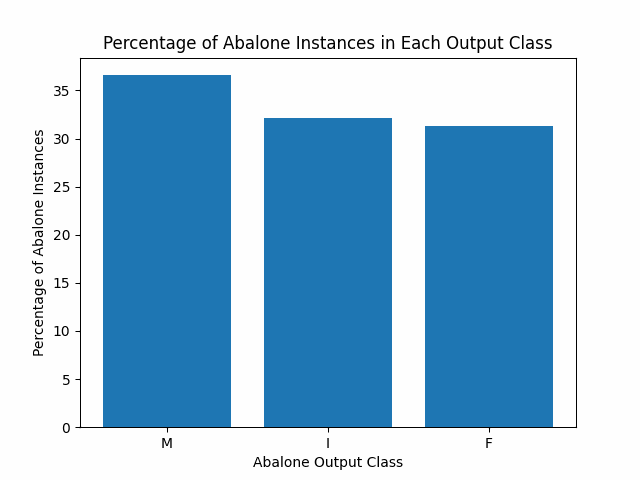 Percentage of Abalone Instances in Each Output Class
Percentage of Abalone Instances
35
30
25
20
15
10
5
0
M I F
Abalone Output Class